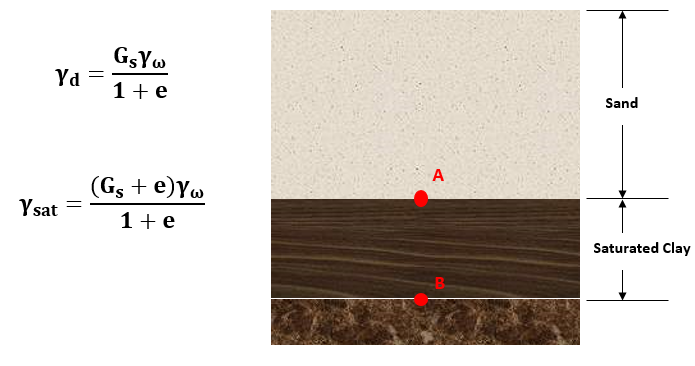 γd = Gsγω / 1 + e
A
Sand
γsat = (Gs + e)γω / 1 + e
Saturated Clay
B